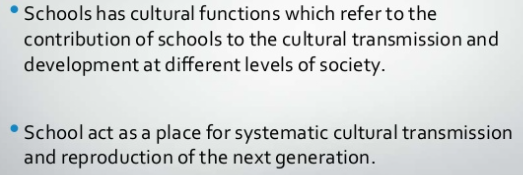 • Schools has cultural functions which refer to the
contribution of schools to the cultural transmission and
development at different levels of society.
• School act as a place for systematic cultural transmission
and reproduction of the next generation.